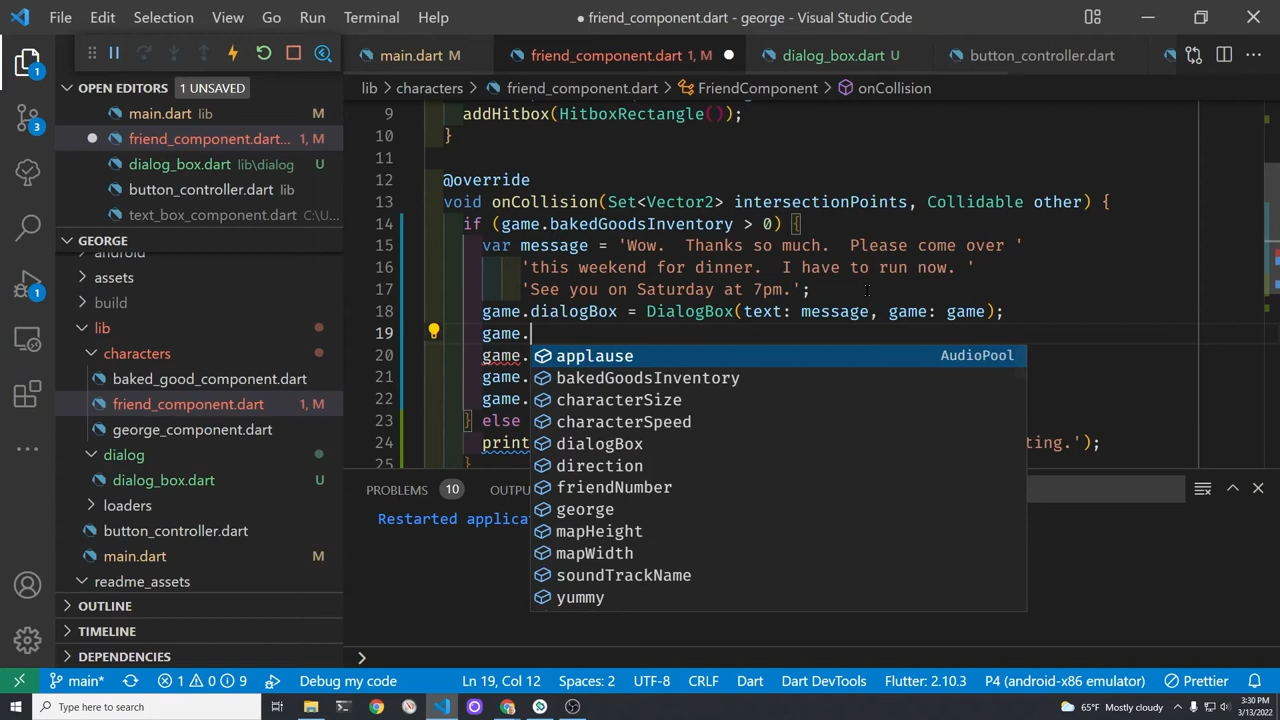 File Edit Selection View Go Run Terminal Help
● friend_component.dart - george - Visual Studio Code
main.dart M
friend_component.dart 1, M ●
dialog_box.dart U
button_controller.dart
lib > characters > friend_component.dart > FriendComponent > onCollision
OPEN EDITORS 1 UNSAVED
main.dart lib M
● friend_component.dart... 1, M
dialog_box.dart lib\dialog U
button_controller.dart lib
text_box_component.dart C:\U...
GEORGE
android
assets
build
lib
characters
baked_good_component.dart
friend_component.dart 1, M
george_component.dart
dialog
dialog_box.dart U
loaders
button_controller.dart
main.dart M
readme_assets
OUTLINE
TIMELINE
DEPENDENCIES
9 addHitbox(HitboxRectangle());
10 }
11
12 @override
13 void onCollision(Set<Vector2> intersectionPoints, Collidable other) {
14 if (game.bakedGoodsInventory > 0) {
15 var message = 'Wow.  Thanks so much.  Please come over '
16 'this weekend for dinner.  I have to run now. '
17 'See you on Saturday at 7pm.';
18 game.dialogBox = DialogBox(text: message, game: game);
19 game.
20 game.
21 game.
22 game.
23 } else
24 print ting.');
25 }
applause AudioPool
bakedGoodsInventory
characterSize
characterSpeed
dialogBox
direction
friendNumber
george
mapHeight
mapWidth
soundTrackName
yummy
PROBLEMS 10 OUTPU
Restarted applica
>
main* 1 0 9 Debug my code Ln 19, Col 12 Spaces: 2 UTF-8 CRLF Dart Dart DevTools Flutter: 2.10.3 P4 (android-x86 emulator) Prettier
Type here to search
65°F Mostly cloudy
3:30 PM
3/13/2022
1
3